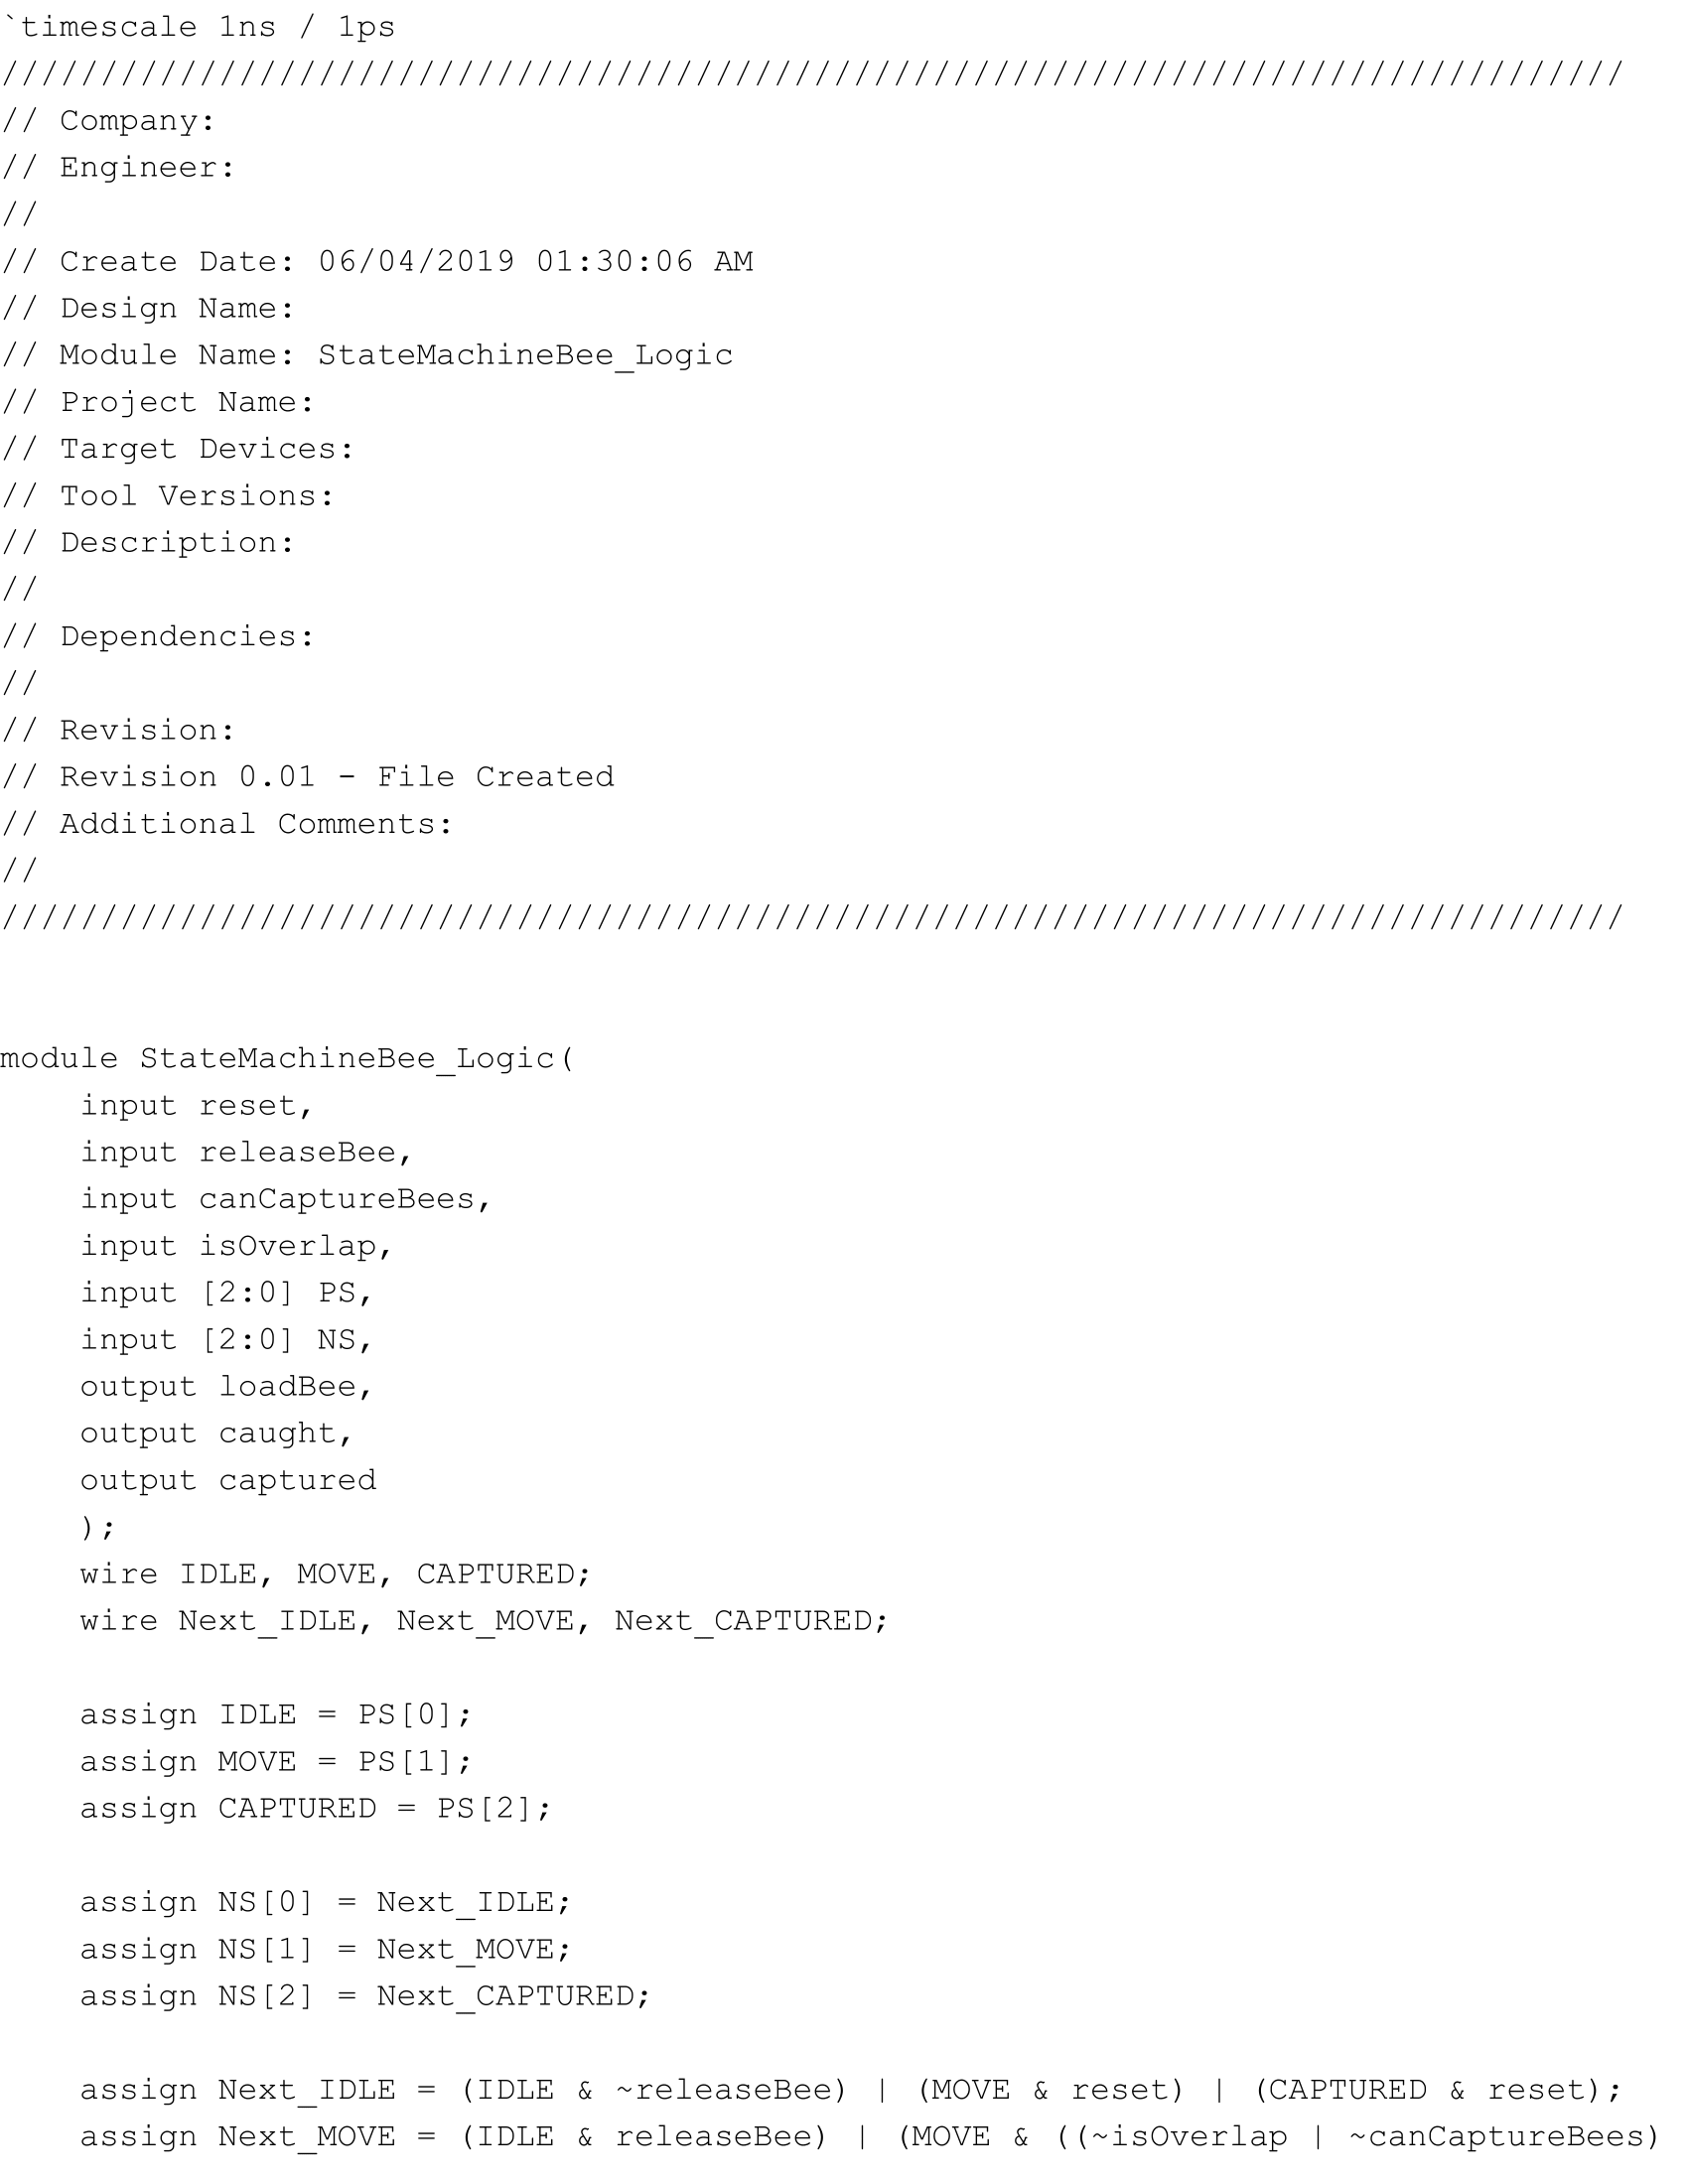 `timescale 1ns / 1ps
//////////////////////////////////////////////////////////////////////////////////
// Company:
// Engineer:
//
// Create Date: 06/04/2019 01:30:06 AM
// Design Name:
// Module Name: StateMachineBee_Logic
// Project Name:
// Target Devices:
// Tool Versions:
// Description:
//
// Dependencies:
//
// Revision:
// Revision 0.01 - File Created
// Additional Comments:
//
//////////////////////////////////////////////////////////////////////////////////
module StateMachineBee_Logic(
    input reset,
    input releaseBee,
    input canCaptureBees,
    input isOverlap,
    input [2:0] PS,
    input [2:0] NS,
    output loadBee,
    output caught,
    output captured
    );
    wire IDLE, MOVE, CAPTURED;
    wire Next_IDLE, Next_MOVE, Next_CAPTURED;
    assign IDLE = PS[0];
    assign MOVE = PS[1];
    assign CAPTURED = PS[2];
    assign NS[0] = Next_IDLE;
    assign NS[1] = Next_MOVE;
    assign NS[2] = Next_CAPTURED;
    assign Next_IDLE = (IDLE & ~releaseBee) | (MOVE & reset) | (CAPTURED & reset);
    assign Next_MOVE = (IDLE & releaseBee) | (MOVE & ((~isOverlap | ~canCaptureBees)